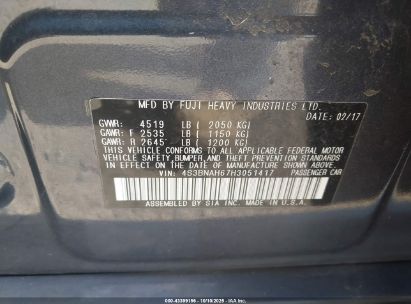 MFD BY FUJI HEAVY INDUSTRIES LTD.
DATE: 02/17
GVWR: 4519 LB ( 2050 KG)
GAWR: F 2535 LB ( 1150 KG)
GAWR: R 2645 LB ( 1200 KG)
THIS VEHICLE CONFORMS TO ALL APPLICABLE FEDERAL MOTOR
VEHICLE SAFETY, BUMPER, AND THEFT PREVENTION STANDARDS
IN EFFECT ON THE DATE OF MANUFACTURE SHOWN ABOVE.
VIN: 4S3BNAH67H3051417 PASSENGER CAR
ASSEMBLED BY SIA INC. MADE IN U.S.A.